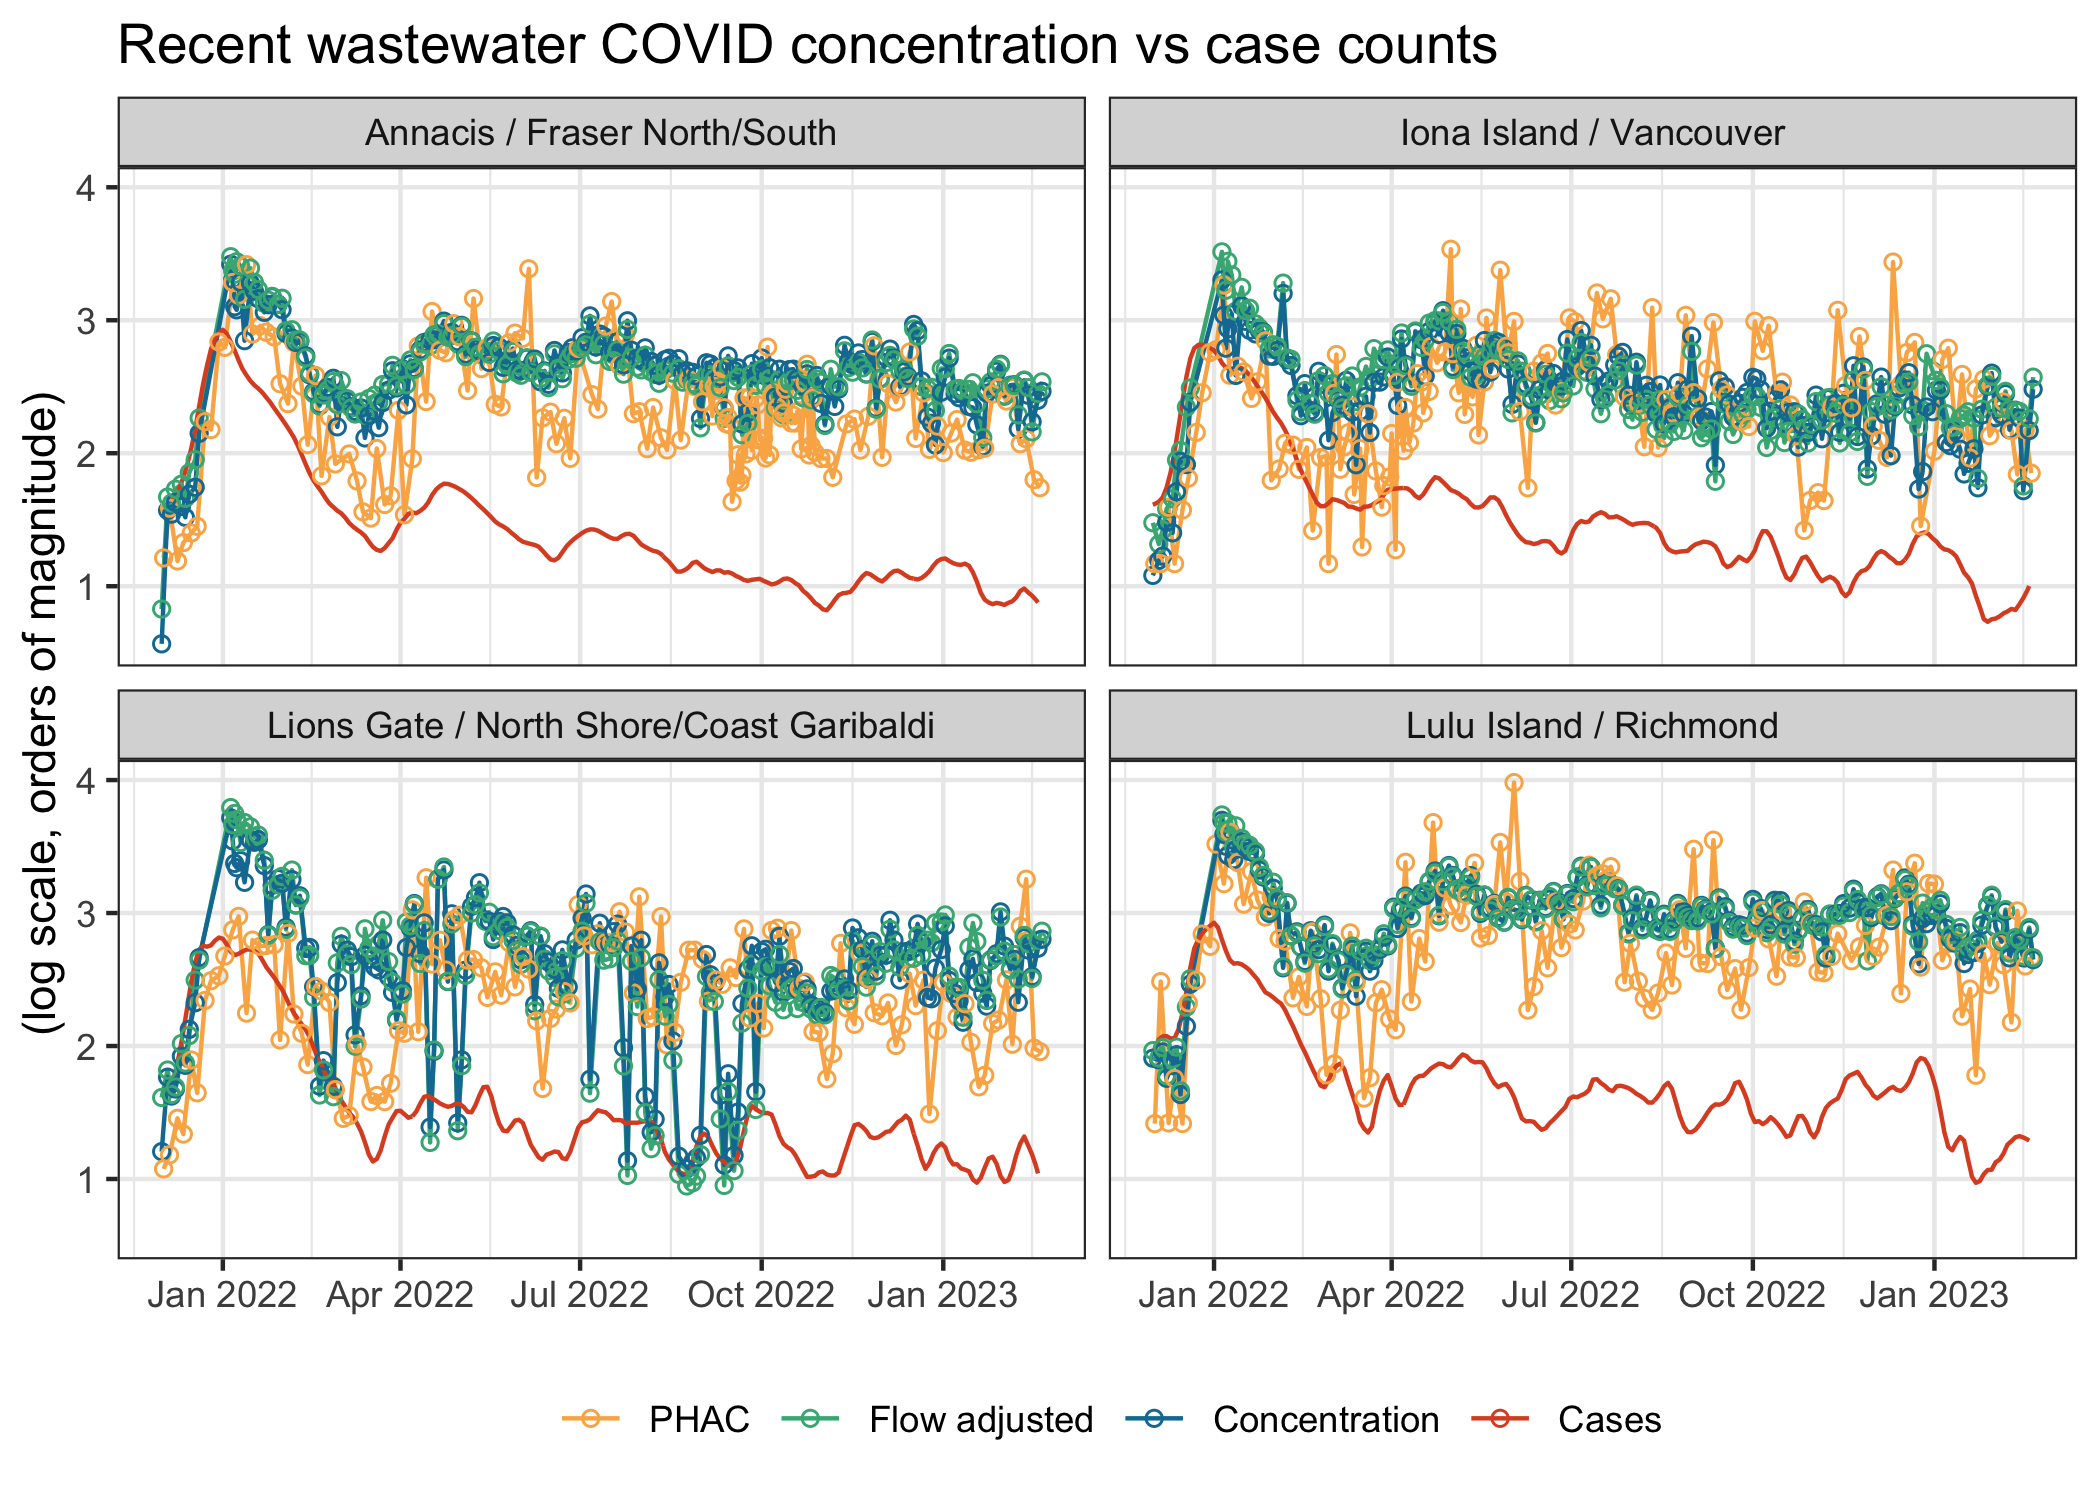 Recent wastewater COVID concentration vs case counts
Annacis / Fraser North/South
Iona Island / Vancouver
(log scale, orders of magnitude)
4
3
2
1
Lions Gate / North Shore/Coast Garibaldi
Lulu Island / Richmond
4
3
2
1
Jan 2022 Apr 2022 Jul 2022 Oct 2022 Jan 2023
Jan 2022 Apr 2022 Jul 2022 Oct 2022 Jan 2023
PHAC Flow adjusted Concentration Cases